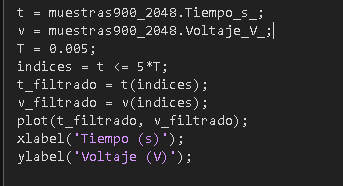 t = muestras900_2048.Tiempo_s_;
v = muestras900_2048.Voltaje_V_;
T = 0.005;
indices = t <= 5*T;
t_filtrado = t(indices);
v_filtrado = v(indices);
plot(t_filtrado, v_filtrado);
xlabel('Tiempo (s)');
ylabel('Voltaje (V)');